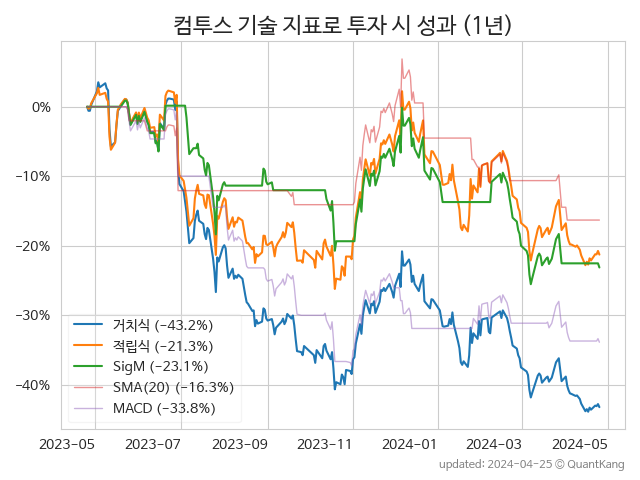 컴투스 기술 지표로 투자 시 성과 (1년)
0%
−10%
−20%
−30%
−40%
거치식 (−43.2%)
적립식 (−21.3%)
SigM (−23.1%)
SMA(20) (−16.3%)
MACD (−33.8%)
2023-05
2023-07
2023-09
2023-11
2024-01
2024-03
2024-05
updated: 2024-04-25 © QuantKang